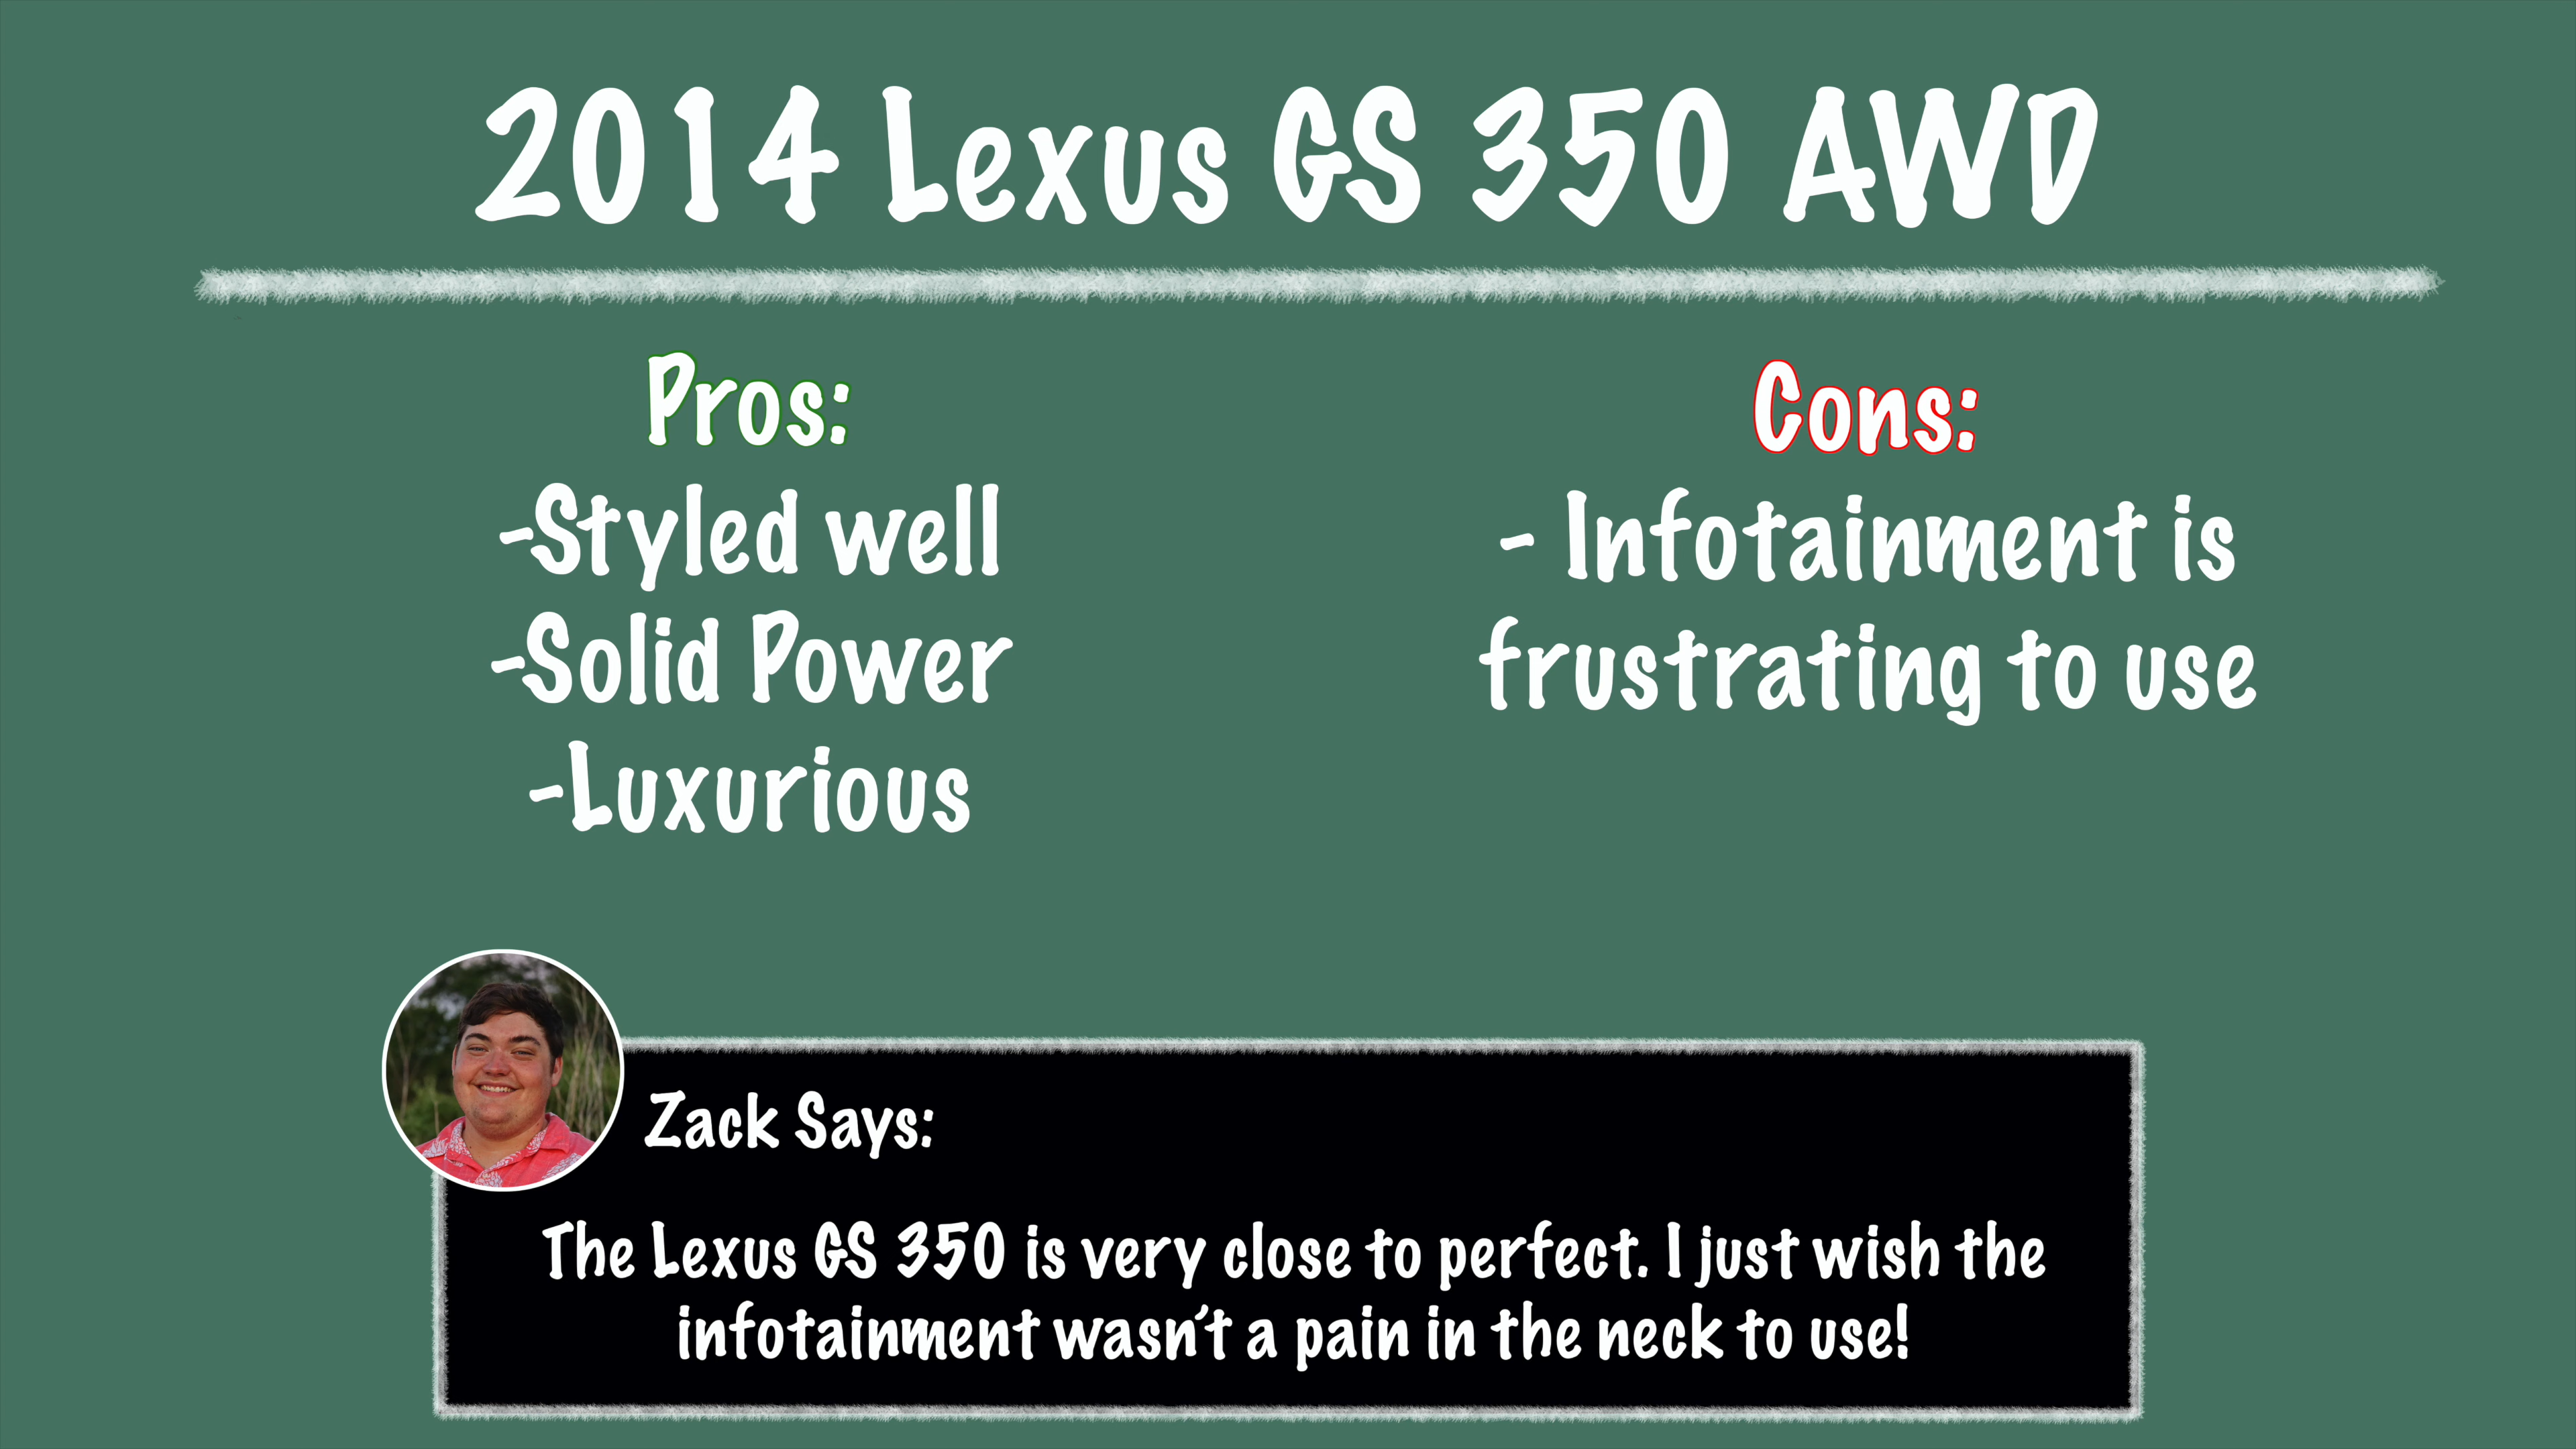 2014 Lexus GS 350 AWD
Pros:
-Styled well
-Solid Power
-Luxurious
Cons:
- Infotainment is
frustrating to use
Zack Says:
The Lexus GS 350 is very close to perfect. I just wish the
infotainment wasn't a pain in the neck to use!